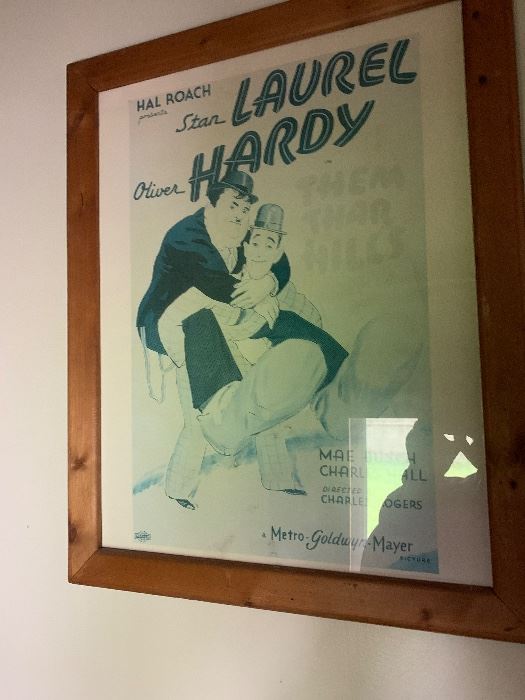 HAL ROACH
presents
Stan LAUREL
Oliver HARDY
THEM
THAR
HILLS
MAE BUSCH
CHARLIE HALL
DIRECTED
CHARLES ROGERS
a Metro-Goldwyn-Mayer
PICTURE